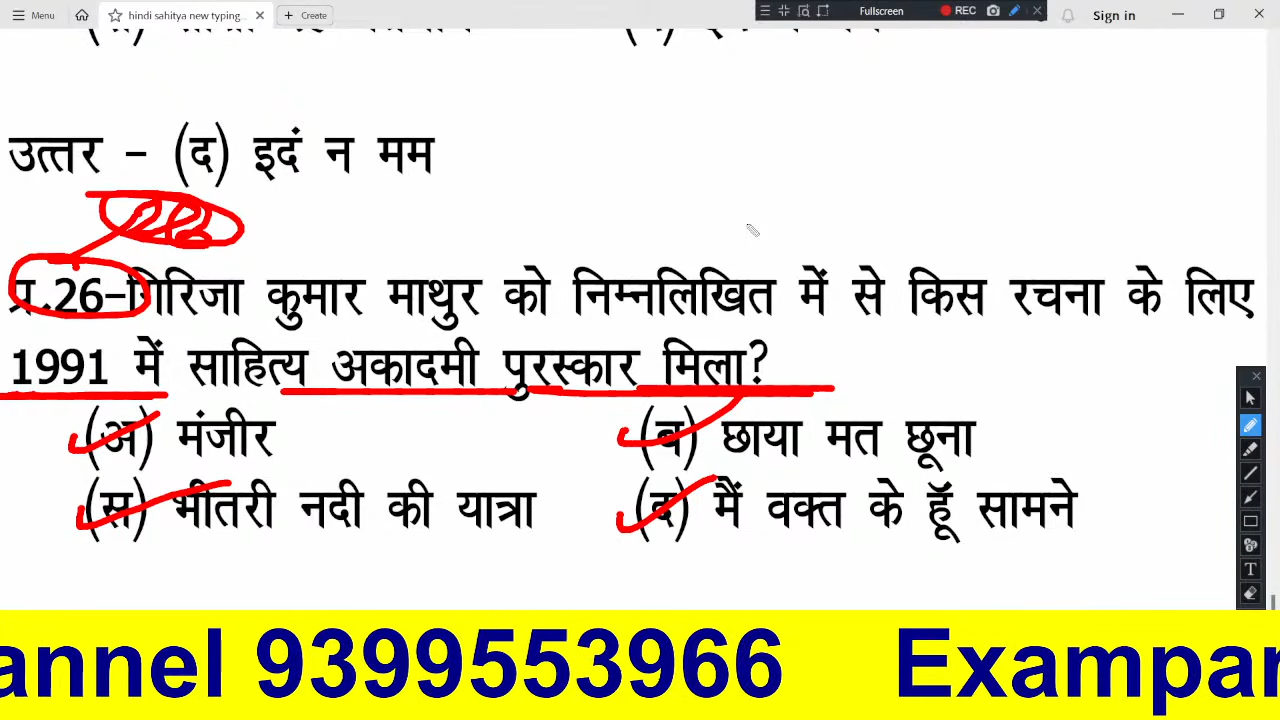 Menu
hindi sahitya new typing...
+ Create
Fullscreen
REC
Sign in
उत्तर - (द) इदं न मम
प्र.26-गिरिजा कुमार माथुर को निम्नलिखित में से किस रचना के लिए
1991 में साहित्य अकादमी पुरस्कार मिला?
(अ) मंजीर (ब) छाया मत छूना
(स) भीतरी नदी की यात्रा (द) मैं वक्त के हूॅं सामने
annel 9399553966 Exampar